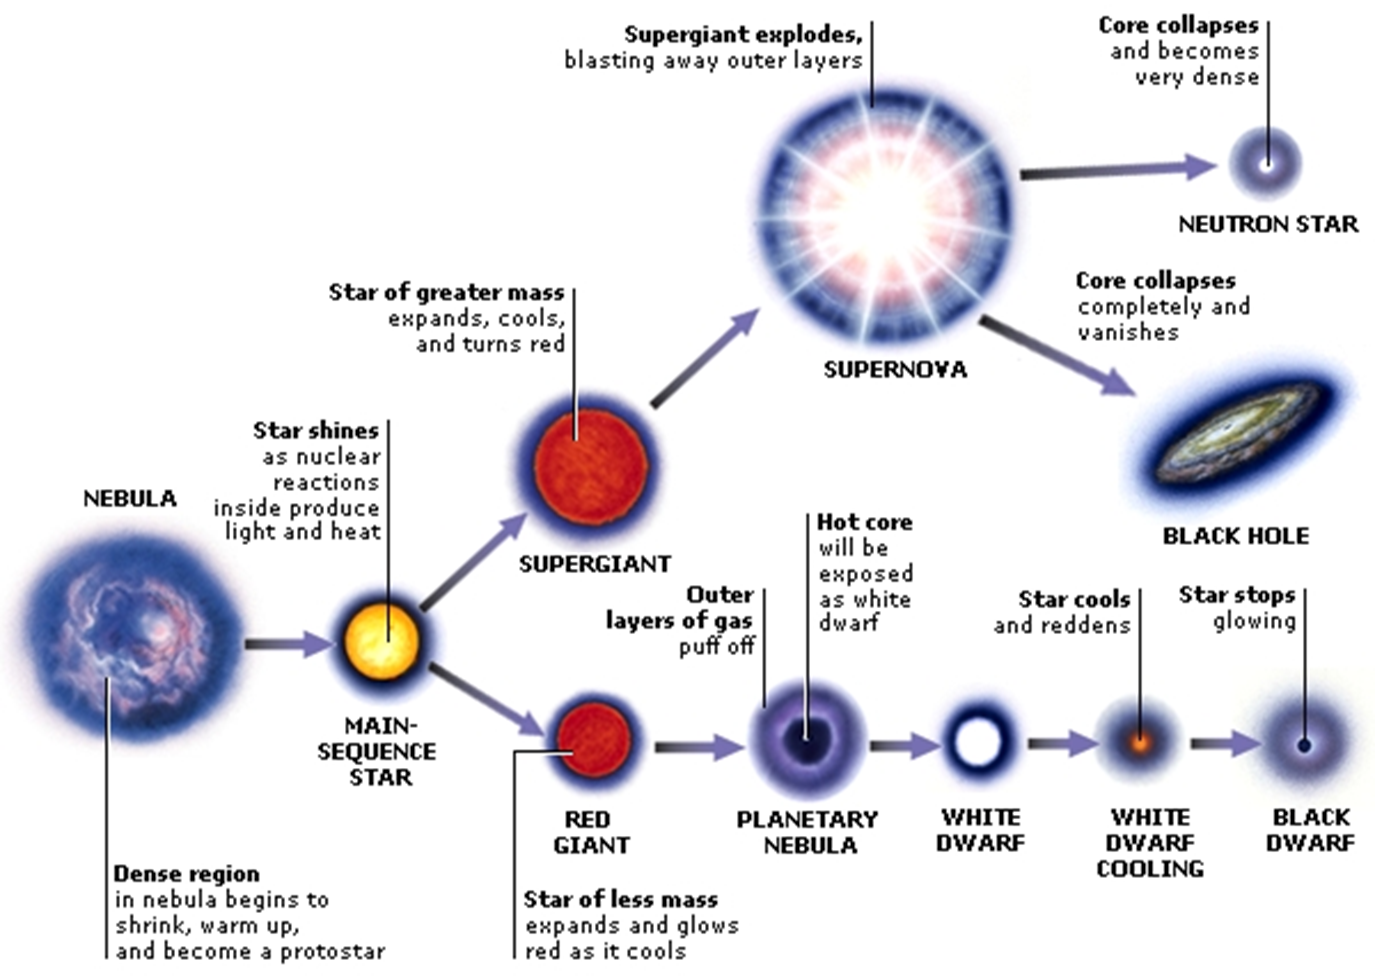 Supergiant explodes,
blasting away outer layers
Core collapses
and becomes
very dense
NEUTRON STAR
Star of greater mass
expands, cools,
and turns red
SUPERNOVA
Core collapses
completely and
vanishes
BLACK HOLE
Star shines
as nuclear
reactions
inside produce
light and heat
NEBULA
SUPERGIANT
Hot core
will be
exposed
as white
dwarf
Outer
layers of gas
puff off
Star cools
and reddens
Star stops
glowing
MAIN-
SEQUENCE
STAR
RED
GIANT
PLANETARY
NEBULA
WHITE
DWARF
WHITE
DWARF
COOLING
BLACK
DWARF
Dense region
in nebula begins to
shrink, warm up,
and become a protostar
Star of less mass
expands and glows
red as it cools